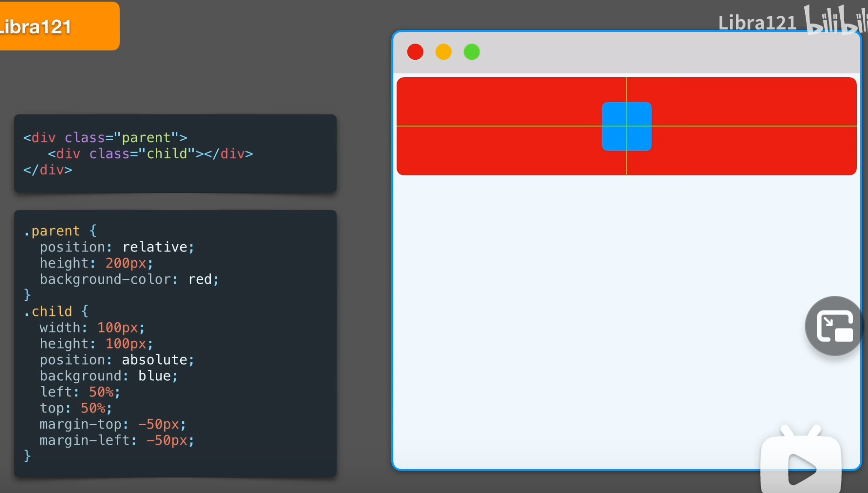 Libra121
Libra121 bilibili
<div class="parent">
<div class="child"></div>
</div>
.parent {
position: relative;
height: 200px;
background-color: red;
}
.child {
width: 100px;
height: 100px;
position: absolute;
background: blue;
left: 50%;
top: 50%;
margin-top: -50px;
margin-left: -50px;
}